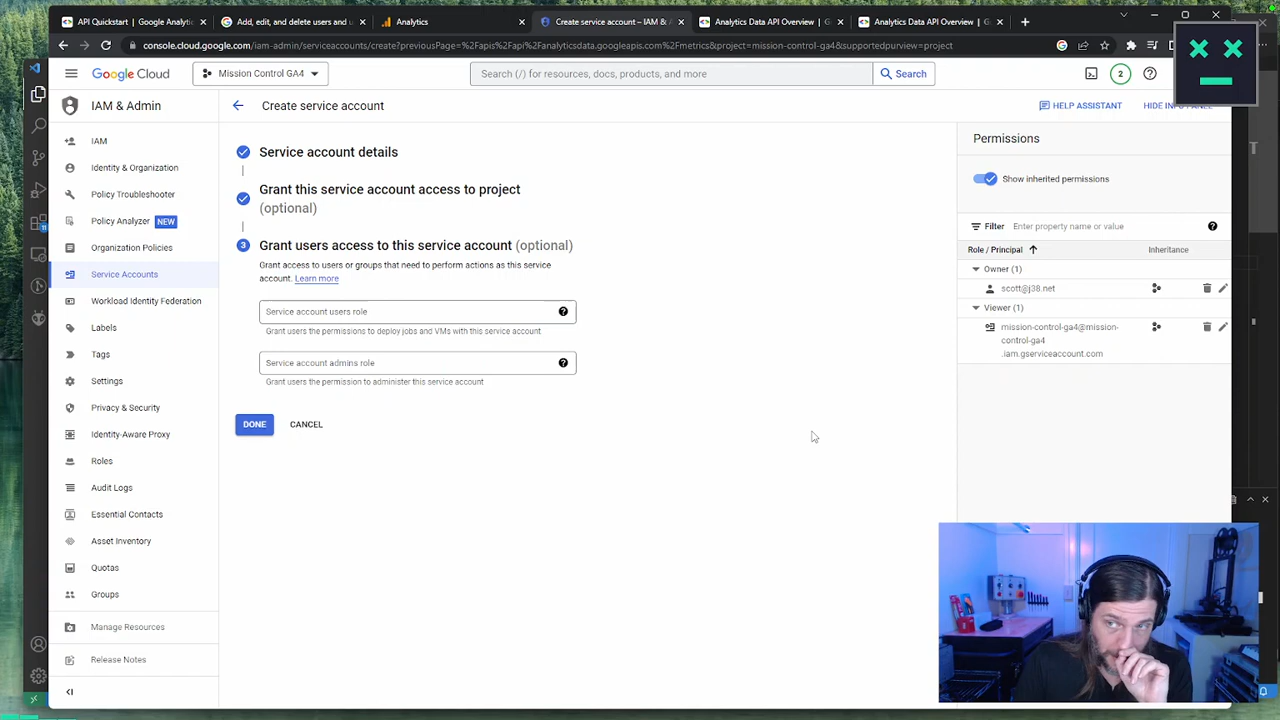 API Quickstart | Google Analytic
Add, edit, and delete users and u
Analytics
Create service account – IAM & A
Analytics Data API Overview | G
Analytics Data API Overview | G
console.cloud.google.com/iam-admin/serviceaccounts/create?previousPage=%2Fapis%2Fapi%2Fanalyticsdata.googleapis.com%2Fmetrics&project=mission-control-ga4&supportedpurview=project
Google Cloud
Mission Control GA4
Search (/) for resources, docs, products, and more
Search
2
IAM & Admin
Create service account
HELP ASSISTANT
HIDE INFO PANEL
IAM
Identity & Organization
Policy Troubleshooter
Policy Analyzer NEW
Organization Policies
Service Accounts
Workload Identity Federation
Labels
Tags
Settings
Privacy & Security
Identity-Aware Proxy
Roles
Audit Logs
Essential Contacts
Asset Inventory
Quotas
Groups
Manage Resources
Release Notes
Service account details
Grant this service account access to project
(optional)
3 Grant users access to this service account (optional)
Grant access to users or groups that need to perform actions as this service
account. Learn more
Service account users role
Grant users the permissions to deploy jobs and VMs with this service account
Service account admins role
Grant users the permission to administer this service account
DONE
CANCEL
Permissions
Show inherited permissions
Filter Enter property name or value
Role / Principal
Inheritance
Owner (1)
scott@j38.net
Viewer (1)
mission-control-ga4@mission-
control-ga4
.iam.gserviceaccount.com